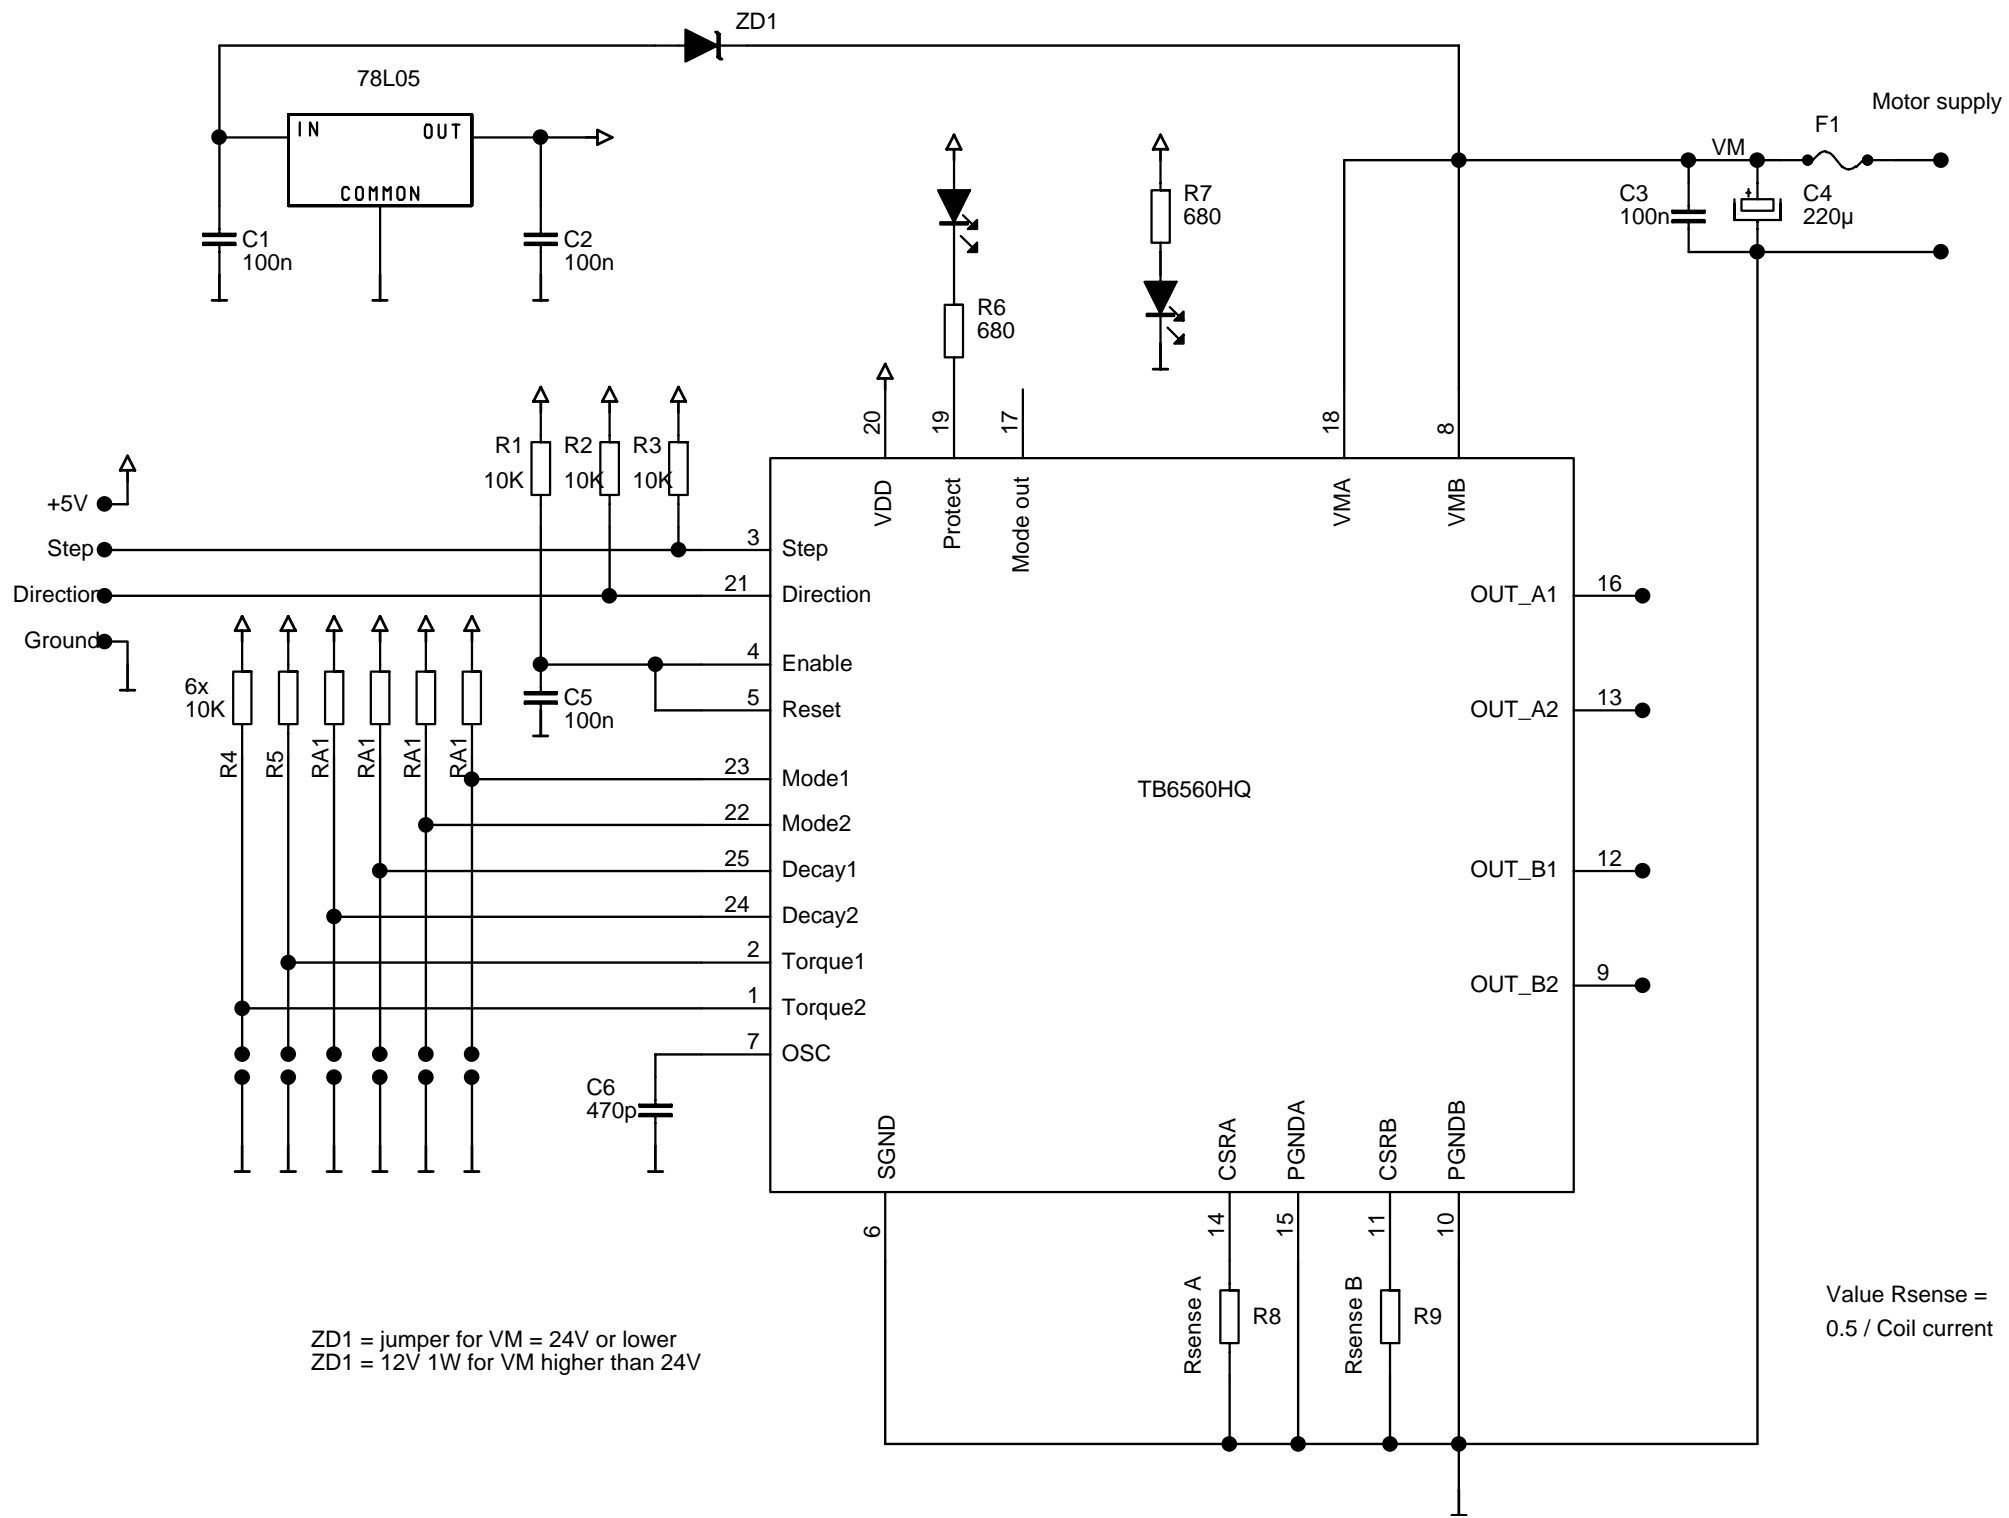 ZD1
78L05
Motor supply
F1
IN
OUT
VM
COMMON
R7
680
C3
100n
C4
220µ
C1
100n
C2
100n
R6
680
20
19
17
18
8
R1
10K
R2
10K
R3
10K
VDD
Protect
Mode out
VMA
VMB
+5V
Step
3
Step
Direction
21
Direction
OUT_A1
16
Ground
4
Enable
6x
10K
C5
100n
5
Reset
OUT_A2
13
R4
R5
RA1
RA1
RA1
RA1
23
Mode1
TB6560HQ
22
Mode2
25
Decay1
OUT_B1
12
24
Decay2
2
Torque1
OUT_B2
9
1
Torque2
7
OSC
C6
470p
SGND
CSRA
PGNDA
CSRB
PGNDB
6
14
15
11
10
Rsense A
R8
Rsense B
R9
Value Rsense =
0.5 / Coil current
ZD1 = jumper for VM = 24V or lower
ZD1 = 12V 1W for VM higher than 24V